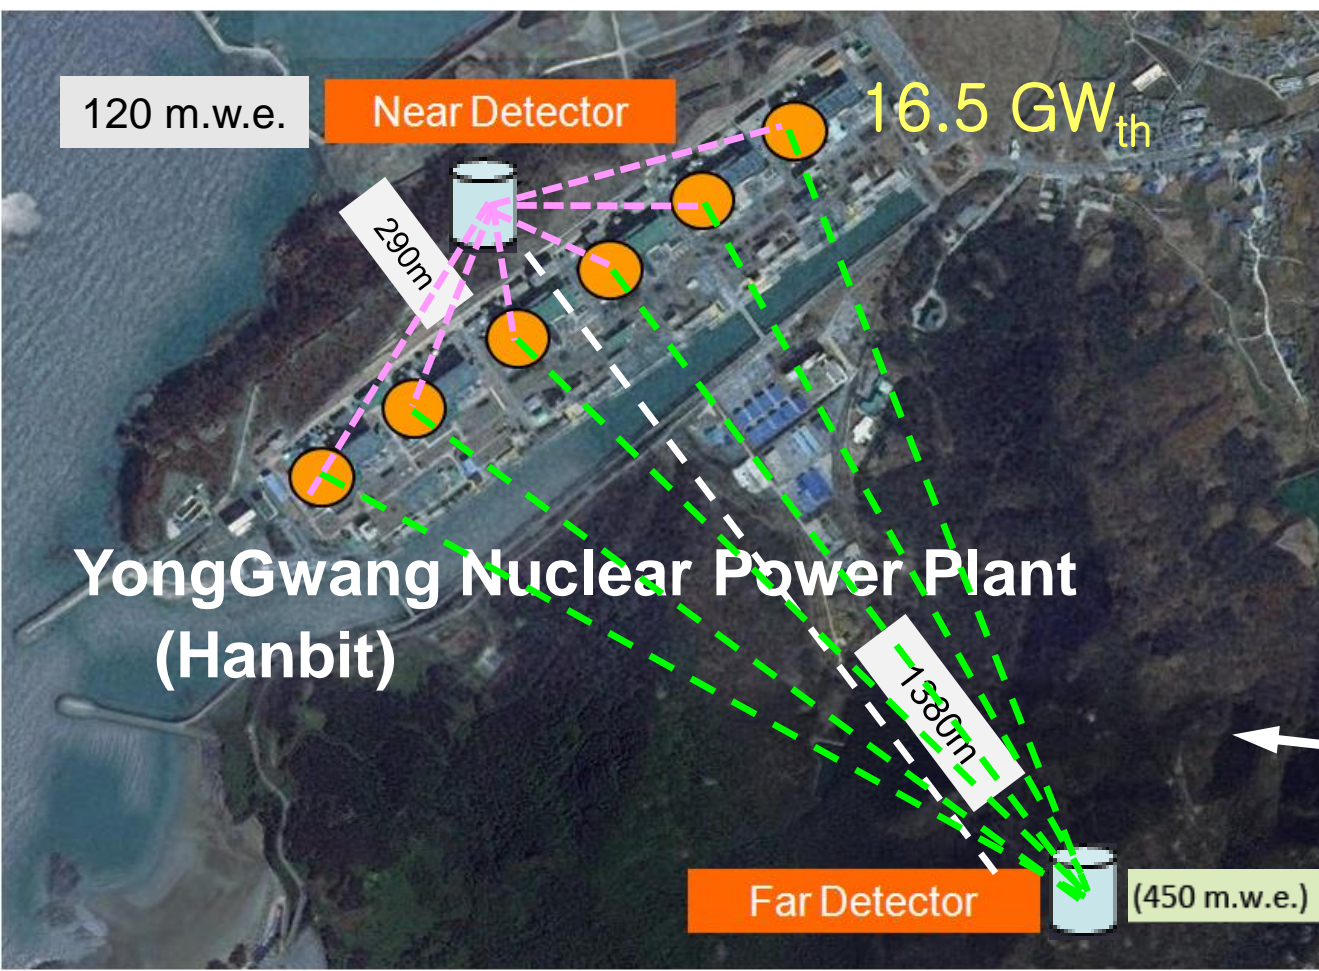 120 m.w.e.
Near Detector
16.5 GWth
290m
YongGwang Nuclear Power Plant
(Hanbit)
1380m
Far Detector
(450 m.w.e.)